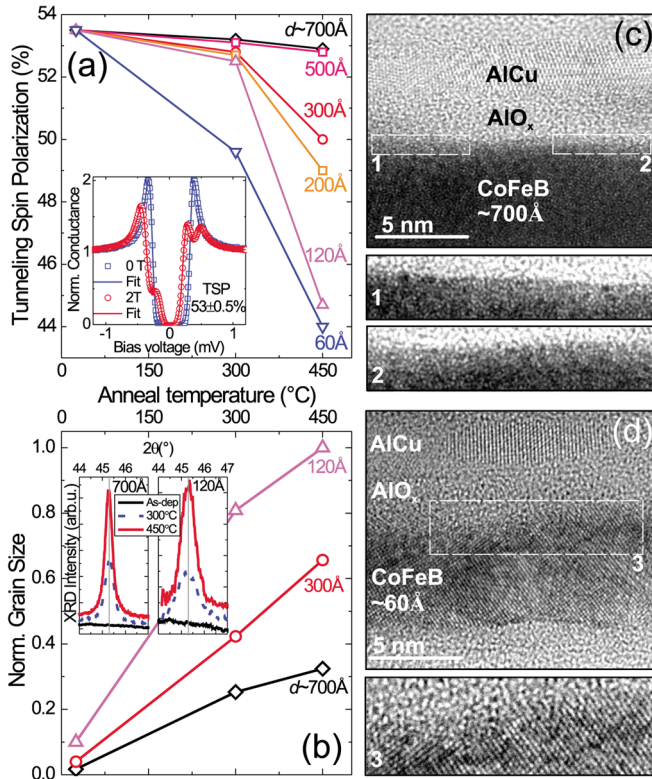 54
52
50
48
46
44
Tunneling Spin Polarization (%)
(a)
d~700Å
500Å
300Å
200Å
120Å
60Å
2
1
0
Norm. Conductance
0 T
Fit
2T
Fit
TSP
53±0.5%
-1 0 1
Bias voltage (mV)
0 150 300 450
Anneal temperature (°C)
1.0
0.8
0.6
0.4
0.2
0.0
Norm. Grain Size
2θ(°)
44 45 46
44 45 46 47
700Å
120Å
As-dep
300°C
450°C
XRD Intensity (arb.u.)
120Å
300Å
d~700Å
(b)
0 150 300 450
(c)
AlCu
AlOx
1
2
CoFeB
~700Å
5 nm
1
2
(d)
AlCu
AlOx
3
CoFeB
~60Å
5 nm
3